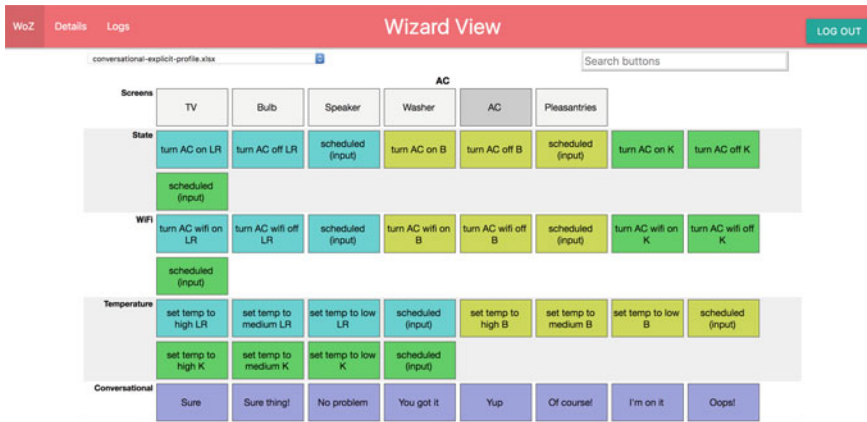 WoZ Details Logs Wizard View LOG OUT
conversational-explicit-profile.xlsx Search buttons
AC
Screens TV Bulb Speaker Washer AC Pleasantries
State turn AC on LR turn AC off LR scheduled (input) turn AC on B turn AC off B scheduled (input) turn AC on K turn AC off K
scheduled (input)
WiFi turn AC wifi on LR turn AC wifi off LR scheduled (input) turn AC wifi on B turn AC wifi off B scheduled (input) turn AC wifi on K turn AC wifi off K
scheduled (input)
Temperature set temp to high LR set temp to medium LR set temp to low LR scheduled (input) set temp to high B set temp to medium B set temp to low B scheduled (input)
set temp to high K set temp to medium K set temp to low K scheduled (input)
Conversational Sure Sure thing! No problem You got it Yup Of course! I'm on it Oops!